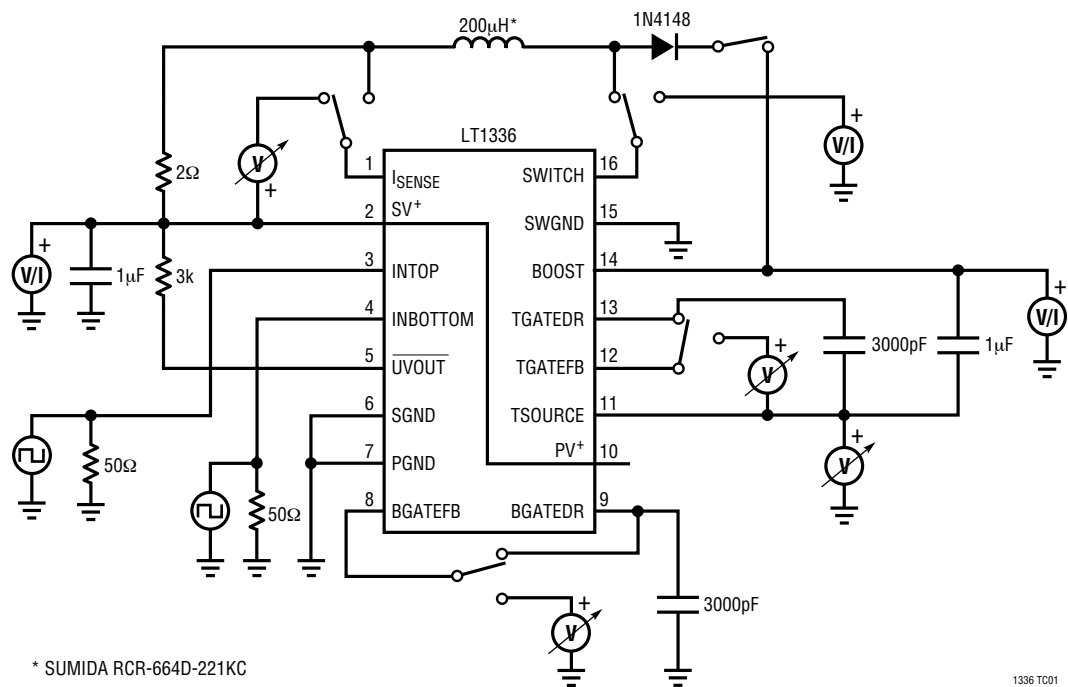 200µH*
1N4148
LT1336
+
V/I
2Ω
V
+
1
ISENSE
SWITCH
16
2
SV+
SWGND
15
+
V/I
1µF
3k
3
INTOP
BOOST
14
+
V/I
4
INBOTTOM
TGATEDR
13
3000pF
1µF
5
UVOUT
TGATEFB
12
+
V
6
SGND
TSOURCE
11
7
PGND
PV+
10
+
V
50Ω
50Ω
8
BGATEFB
BGATEDR
9
3000pF
+
V
* SUMIDA RCR-664D-221KC
1336 TC01